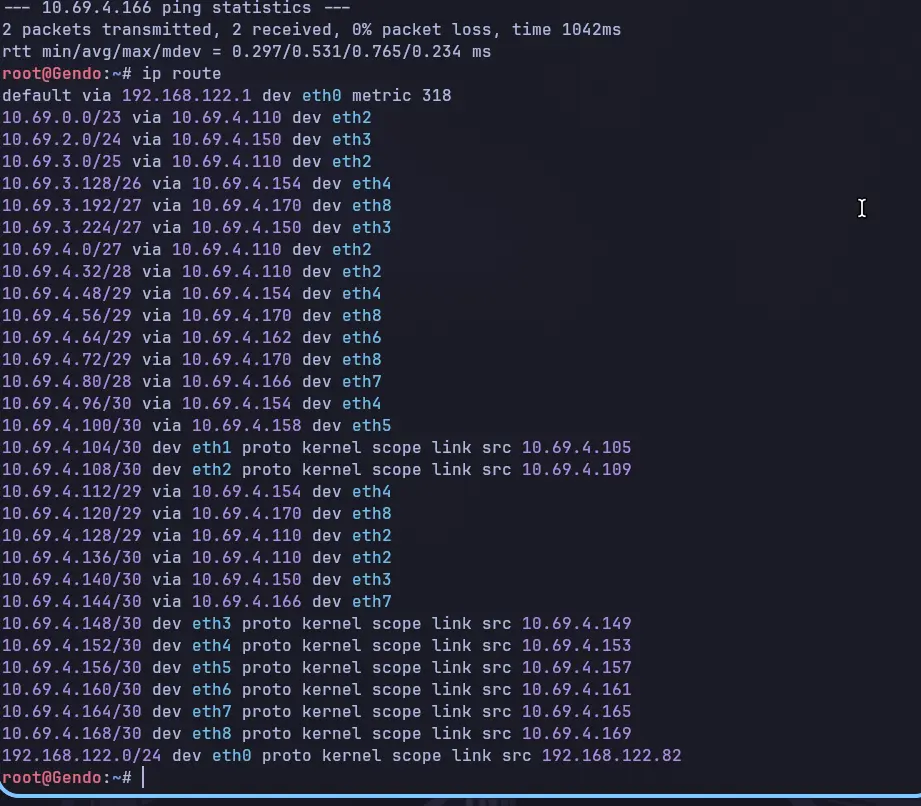 --- 10.69.4.166 ping statistics ---
2 packets transmitted, 2 received, 0% packet loss, time 1042ms
rtt min/avg/max/mdev = 0.297/0.531/0.765/0.234 ms
root@Gendo:~# ip route
default via 192.168.122.1 dev eth0 metric 318
10.69.0.0/23 via 10.69.4.110 dev eth2
10.69.2.0/24 via 10.69.4.150 dev eth3
10.69.3.0/25 via 10.69.4.110 dev eth2
10.69.3.128/26 via 10.69.4.154 dev eth4
10.69.3.192/27 via 10.69.4.170 dev eth8
10.69.3.224/27 via 10.69.4.150 dev eth3
10.69.4.0/27 via 10.69.4.110 dev eth2
10.69.4.32/28 via 10.69.4.110 dev eth2
10.69.4.48/29 via 10.69.4.154 dev eth4
10.69.4.56/29 via 10.69.4.170 dev eth8
10.69.4.64/29 via 10.69.4.162 dev eth6
10.69.4.72/29 via 10.69.4.170 dev eth8
10.69.4.80/28 via 10.69.4.166 dev eth7
10.69.4.96/30 via 10.69.4.154 dev eth4
10.69.4.100/30 via 10.69.4.158 dev eth5
10.69.4.104/30 dev eth1 proto kernel scope link src 10.69.4.105
10.69.4.108/30 dev eth2 proto kernel scope link src 10.69.4.109
10.69.4.112/29 via 10.69.4.154 dev eth4
10.69.4.120/29 via 10.69.4.170 dev eth8
10.69.4.128/29 via 10.69.4.110 dev eth2
10.69.4.136/30 via 10.69.4.110 dev eth2
10.69.4.140/30 via 10.69.4.150 dev eth3
10.69.4.144/30 via 10.69.4.166 dev eth7
10.69.4.148/30 dev eth3 proto kernel scope link src 10.69.4.149
10.69.4.152/30 dev eth4 proto kernel scope link src 10.69.4.153
10.69.4.156/30 dev eth5 proto kernel scope link src 10.69.4.157
10.69.4.160/30 dev eth6 proto kernel scope link src 10.69.4.161
10.69.4.164/30 dev eth7 proto kernel scope link src 10.69.4.165
10.69.4.168/30 dev eth8 proto kernel scope link src 10.69.4.169
192.168.122.0/24 dev eth0 proto kernel scope link src 192.168.122.82
root@Gendo:~#